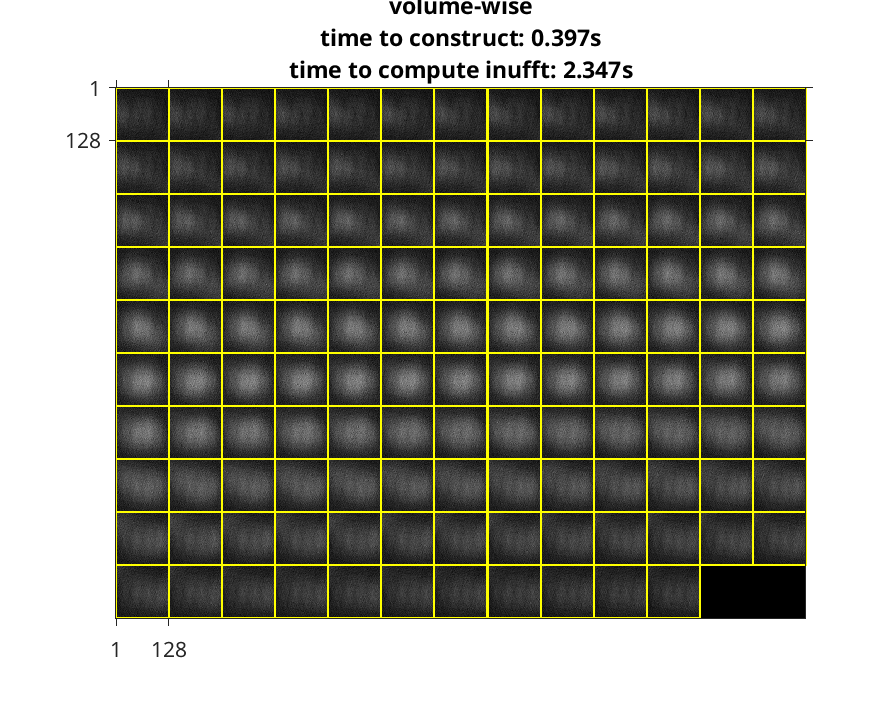 volume-wise
time to construct: 0.397s
time to compute inufft: 2.347s
1
128
1 128